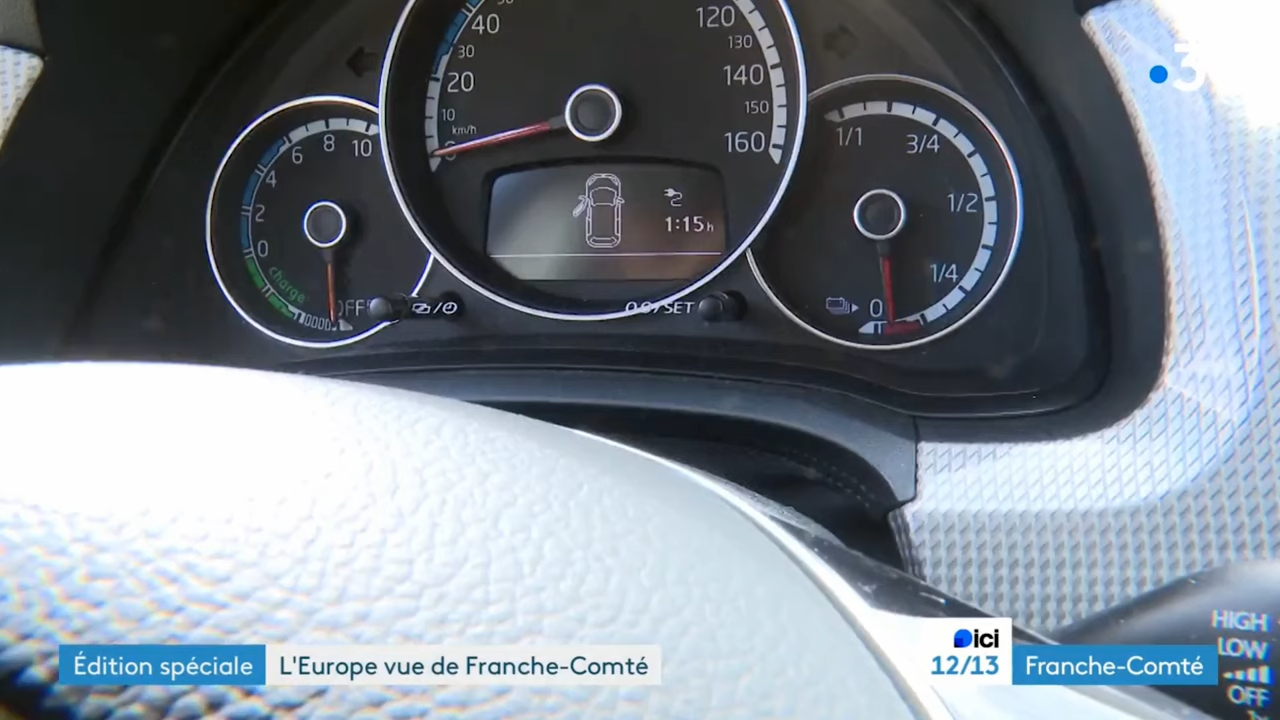 40
30
20
10
km/h
120
130
140
150
160
6
8
10
4
2
0
charge
OFF
1:15h
0.0/SET
1/1
3/4
1/2
1/4
0
3
HIGH
LOW
OFF
Édition spéciale
L'Europe vue de Franche-Comté
ici
12/13
Franche-Comté